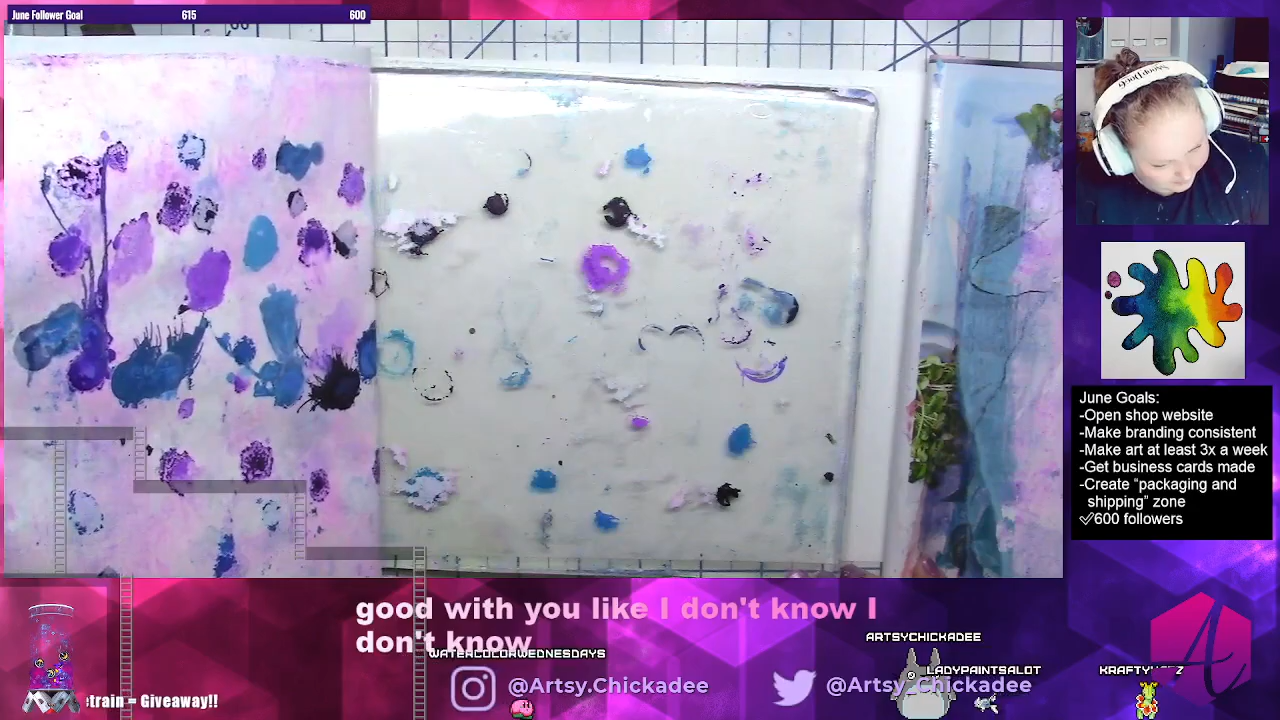 June Follower Goal 615 600
June Goals:
-Open shop website
-Make branding consistent
-Make art at least 3x a week
-Get business cards made
-Create "packaging and
shipping" zone
✓600 followers
good with you like I don't know I
don't know
WATERCOLORWEDNESDAYS
ARTSYCHICKADEE
LADYPAINTSALOT
@Artsy.Chickadee
@Artsy_Chickadee
etrain - Giveaway!!